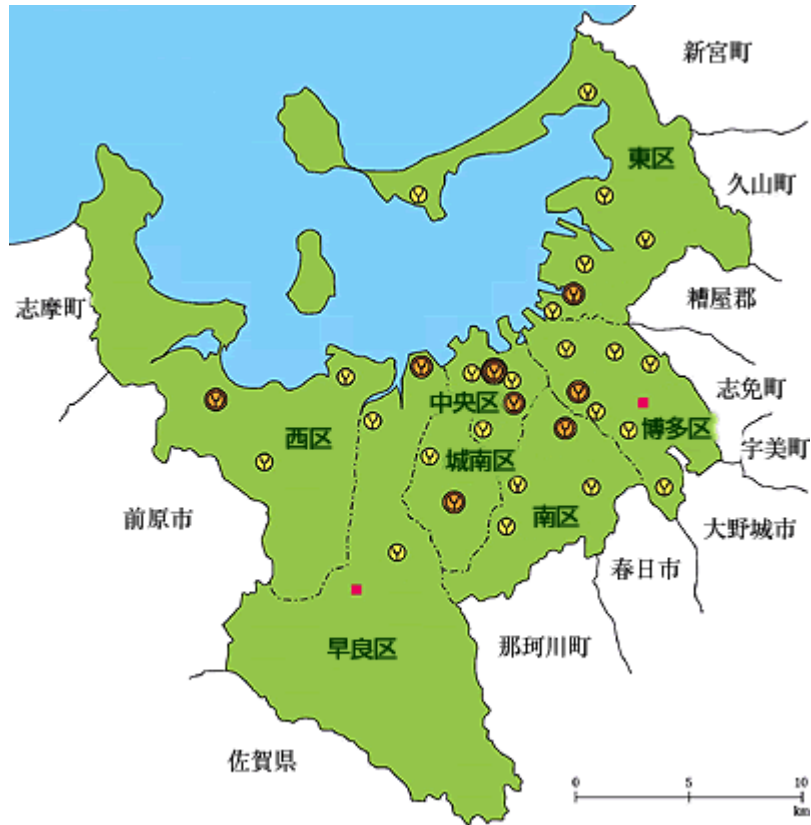 新宮町
東区
久山町
糟屋郡
志摩町
志免町
中央区
博多区
西区
宇美町
城南区
前原市
南区
大野城市
春日市
早良区
那珂川町
佐賀県
0 5 10
km